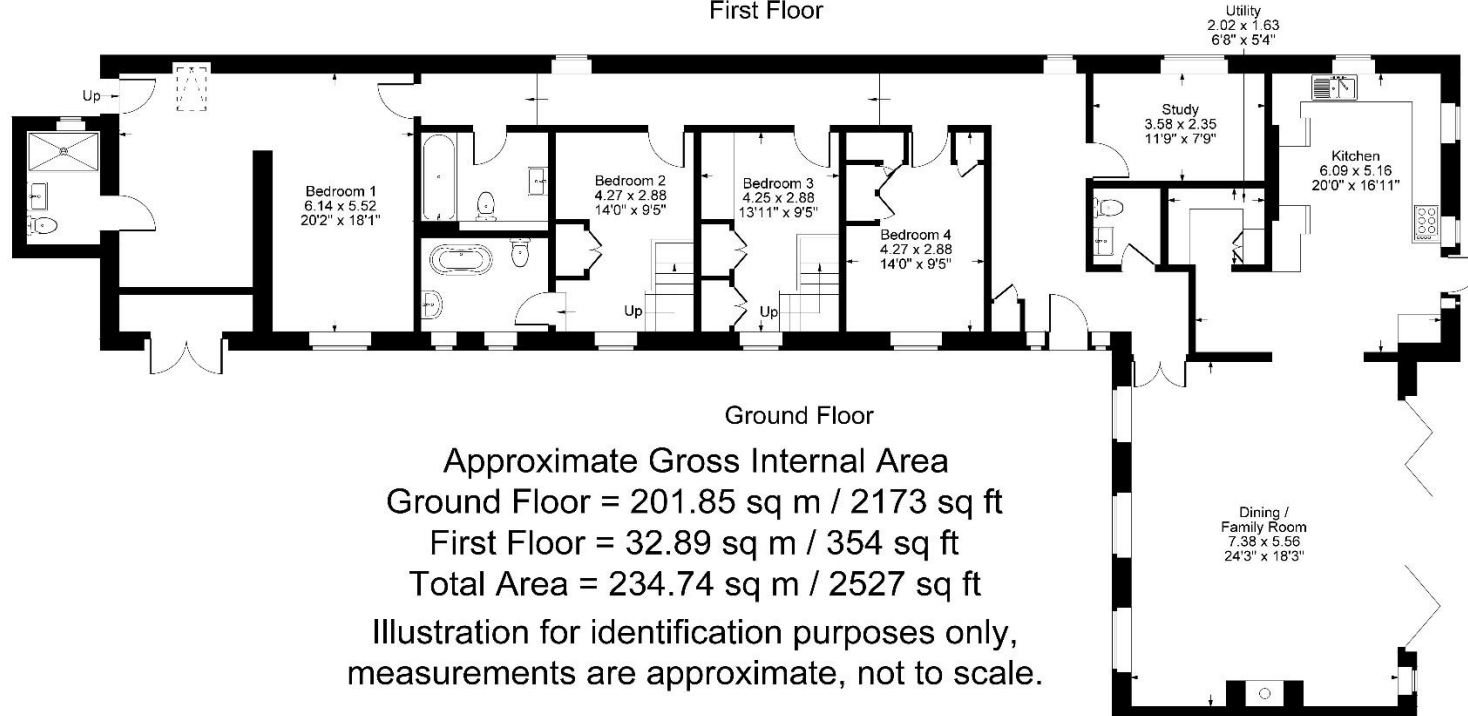 First Floor
Utility
2.02 x 1.63
6'8" x 5'4"
Up
Study
3.58 x 2.35
11'9" x 7'9"
Kitchen
6.09 x 5.16
20'0" x 16'11"
Bedroom 1
6.14 x 5.52
20'2" x 18'1"
Bedroom 2
4.27 x 2.88
14'0" x 9'5"
Bedroom 3
4.25 x 2.88
13'11" x 9'5"
Bedroom 4
4.27 x 2.88
14'0" x 9'5"
Up
Up
Ground Floor
Dining /
Family Room
7.38 x 5.56
24'3" x 18'3"
Approximate Gross Internal Area
Ground Floor = 201.85 sq m / 2173 sq ft
First Floor = 32.89 sq m / 354 sq ft
Total Area = 234.74 sq m / 2527 sq ft
Illustration for identification purposes only,
measurements are approximate, not to scale.